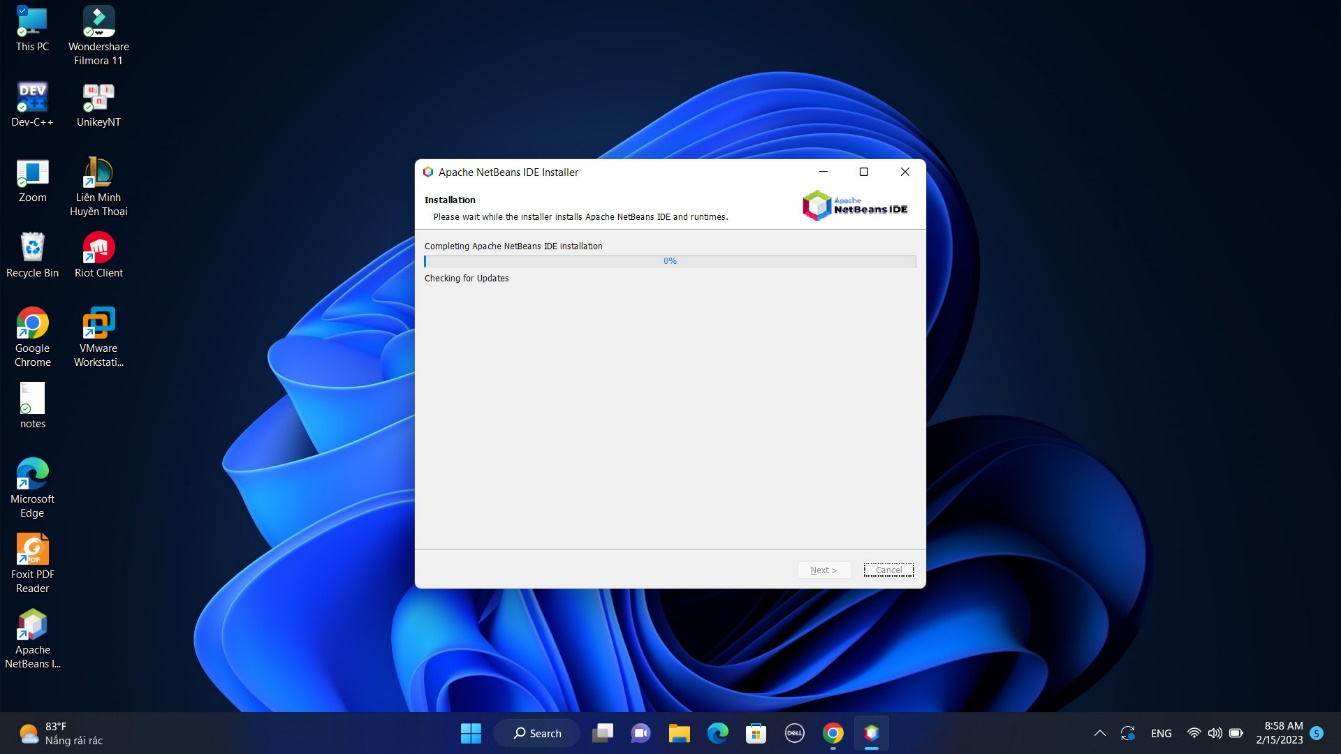 This PC
Wondershare
Filmora 11
DEV
C++
Dev-C++
u i
n
UnikeyNT
Zoom
Liên Minh
Huyền Thoại
Recycle Bin
Riot Client
Google
Chrome
VMware
Workstati...
notes
Microsoft
Edge
PDF
Foxit PDF
Reader
Apache
NetBeans I...
Apache NetBeans IDE Installer
Installation
Please wait while the installer installs Apache NetBeans IDE and runtimes.
Apache
NetBeans IDE
Completing Apache NetBeans IDE installation
0%
Checking for Updates
Next >
Cancel
83°F
Nắng rải rác
Search
DELL
ENG
8:58 AM
2/15/2023
5